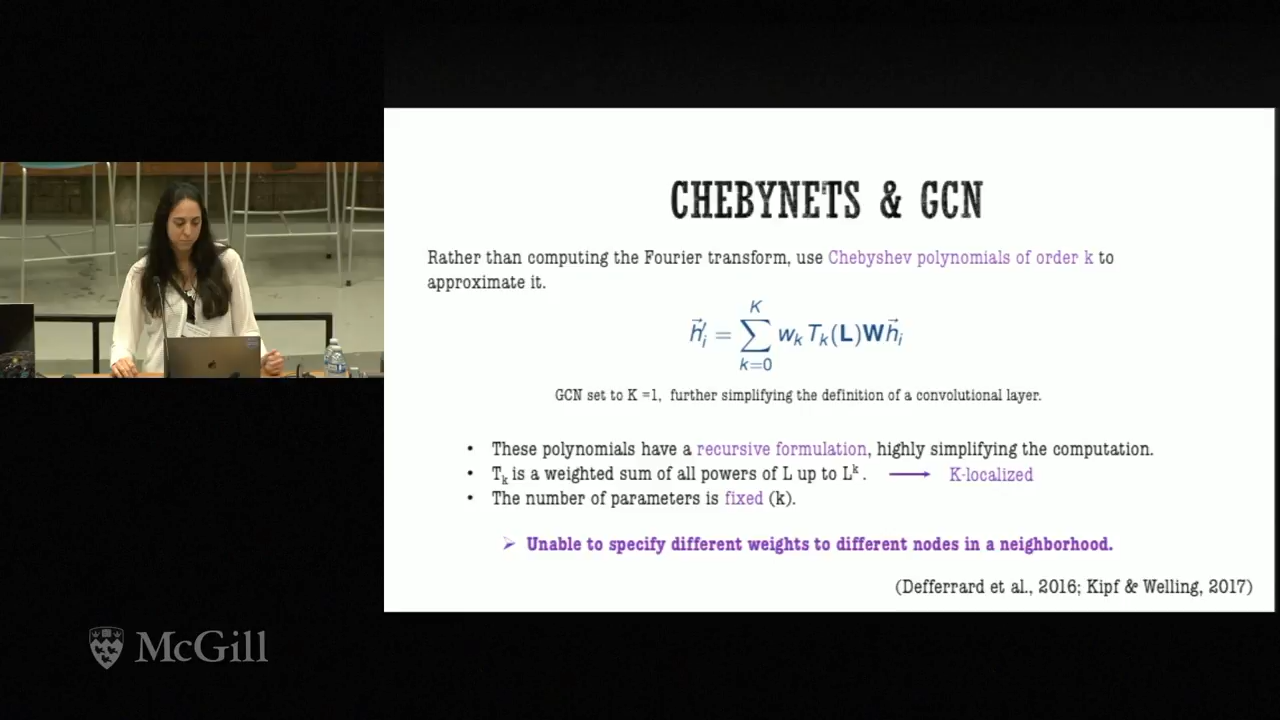 CHEBYNETS & GCN
Rather than computing the Fourier transform, use Chebyshev polynomials of order k to
approximate it.
h⃗′ᵢ = ∑ᴷₖ₌₀ wₖ Tₖ(L)Wh⃗ᵢ
GCN set to K =1, further simplifying the definition of a convolutional layer.
• These polynomials have a recursive formulation, highly simplifying the computation.
• Tₖ is a weighted sum of all powers of L up to Lᵏ. → K-localized
• The number of parameters is fixed (k).
➢ Unable to specify different weights to different nodes in a neighborhood.
(Defferrard et al., 2016; Kipf & Welling, 2017)
McGill